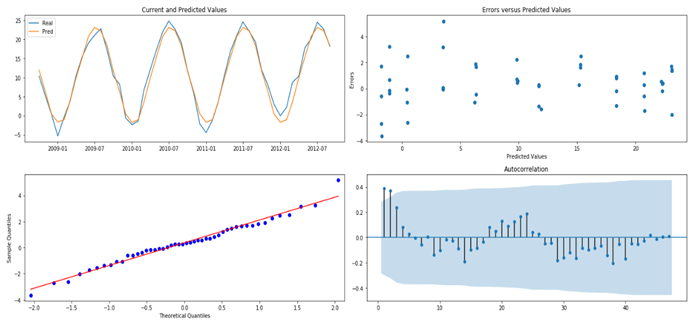 Current and Predicted Values
Real
Pred
25
20
15
10
5
0
−5
2009-01 2009-07 2010-01 2010-07 2011-01 2011-07 2012-01 2012-07
Errors versus Predicted Values
Errors
4
2
0
−2
−4
0 5 10 15 20
Predicted Values
Sample Quantiles
4
2
0
−2
−4
−2.0 −1.5 −1.0 −0.5 0.0 0.5 1.0 1.5 2.0
Theoretical Quantiles
Autocorrelation
0.4
0.2
0.0
−0.2
−0.4
0 10 20 30 40